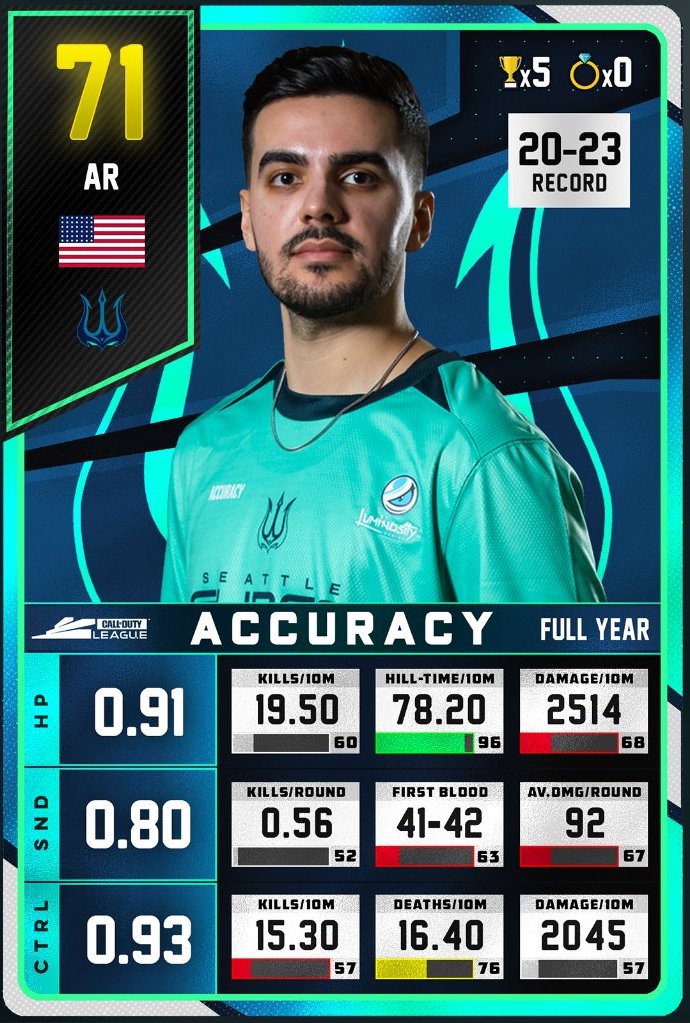 71
AR
x5
x0
20-23
RECORD
ACCURACY
LUMINOSITY
SEATTLE
CALL OF DUTY
LEAGUE
ACCURACY
FULL YEAR
HP
0.91
KILLS/10M
19.50
60
HILL-TIME/10M
78.20
96
DAMAGE/10M
2514
68
SND
0.80
KILLS/ROUND
0.56
52
FIRST BLOOD
41-42
63
AV.DMG/ROUND
92
67
CTRL
0.93
KILLS/10M
15.30
57
DEATHS/10M
16.40
76
DAMAGE/10M
2045
57